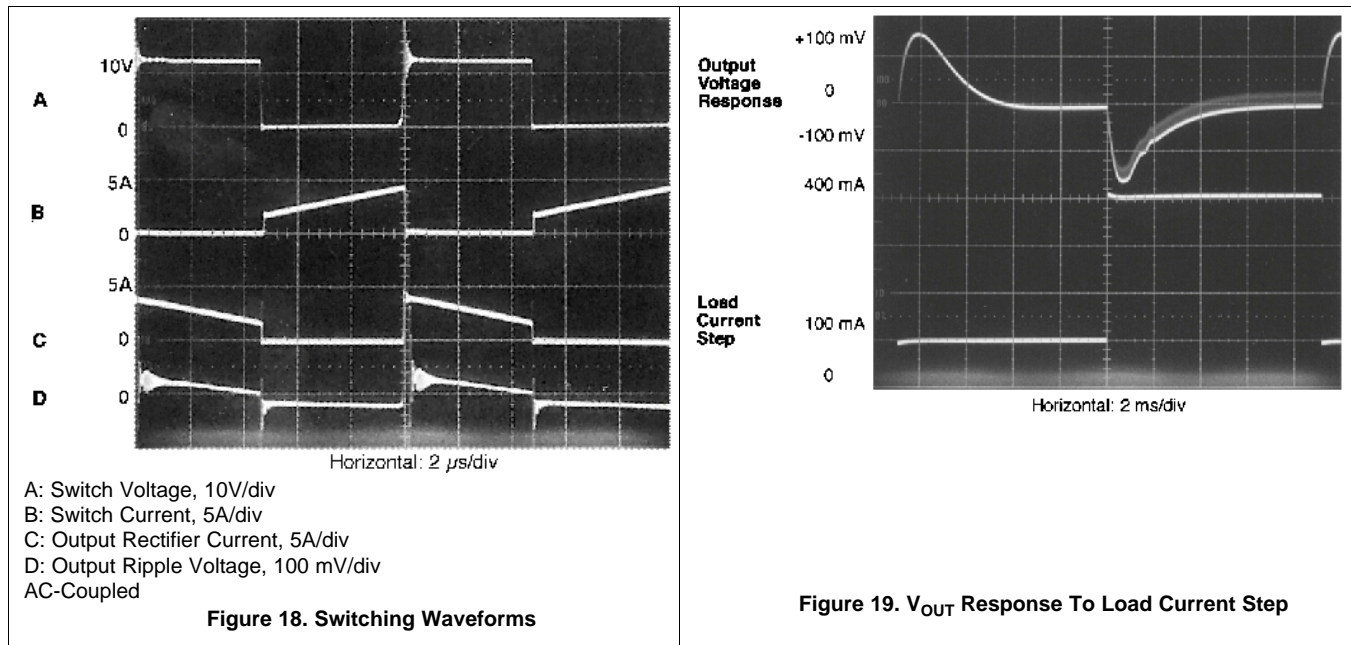 10V
A
0
5A
B
0
5A
C
0
D
0
Horizontal: 2 µs/div
A: Switch Voltage, 10V/div
B: Switch Current, 5A/div
C: Output Rectifier Current, 5A/div
D: Output Ripple Voltage, 100 mV/div
AC-Coupled
Figure 18. Switching Waveforms
+100 mV
Output
Voltage
Response
0
-100 mV
400 mA
Load
Current
Step
100 mA
0
Horizontal: 2 ms/div
Figure 19. VOUT Response To Load Current Step